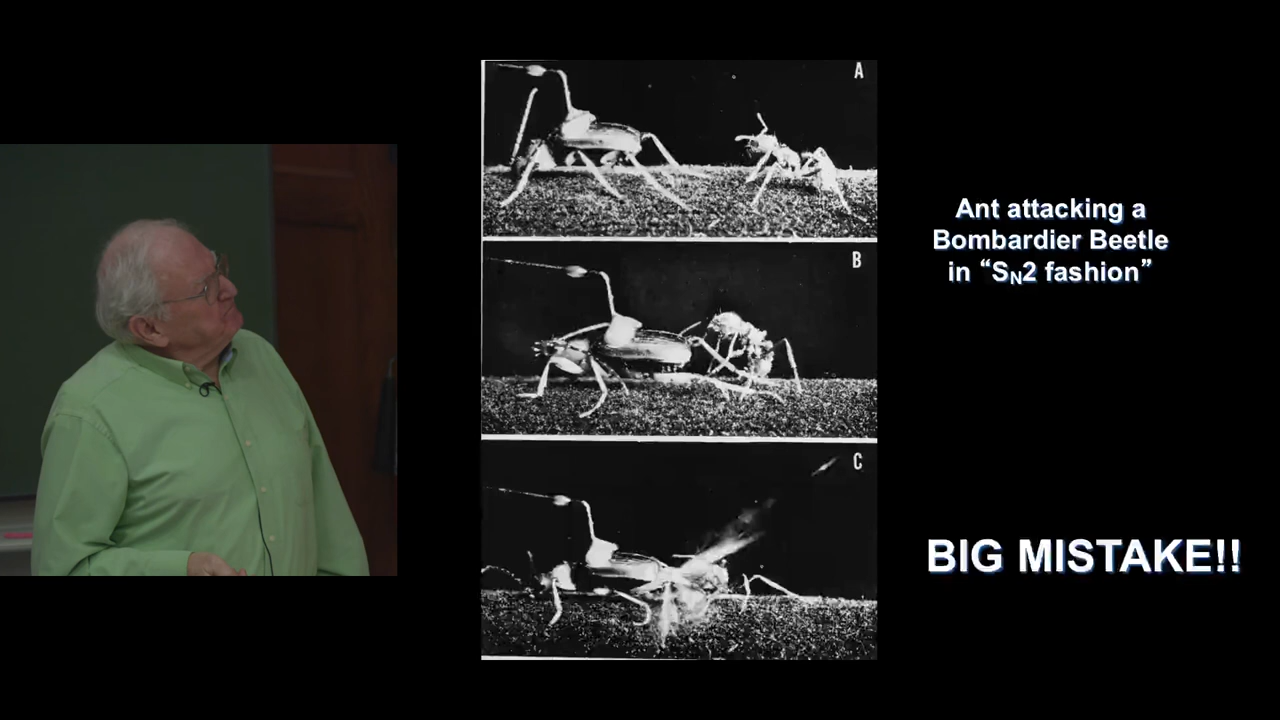 A
B
C
Ant attacking a
Bombardier Beetle
in “SN2 fashion”
BIG MISTAKE!!